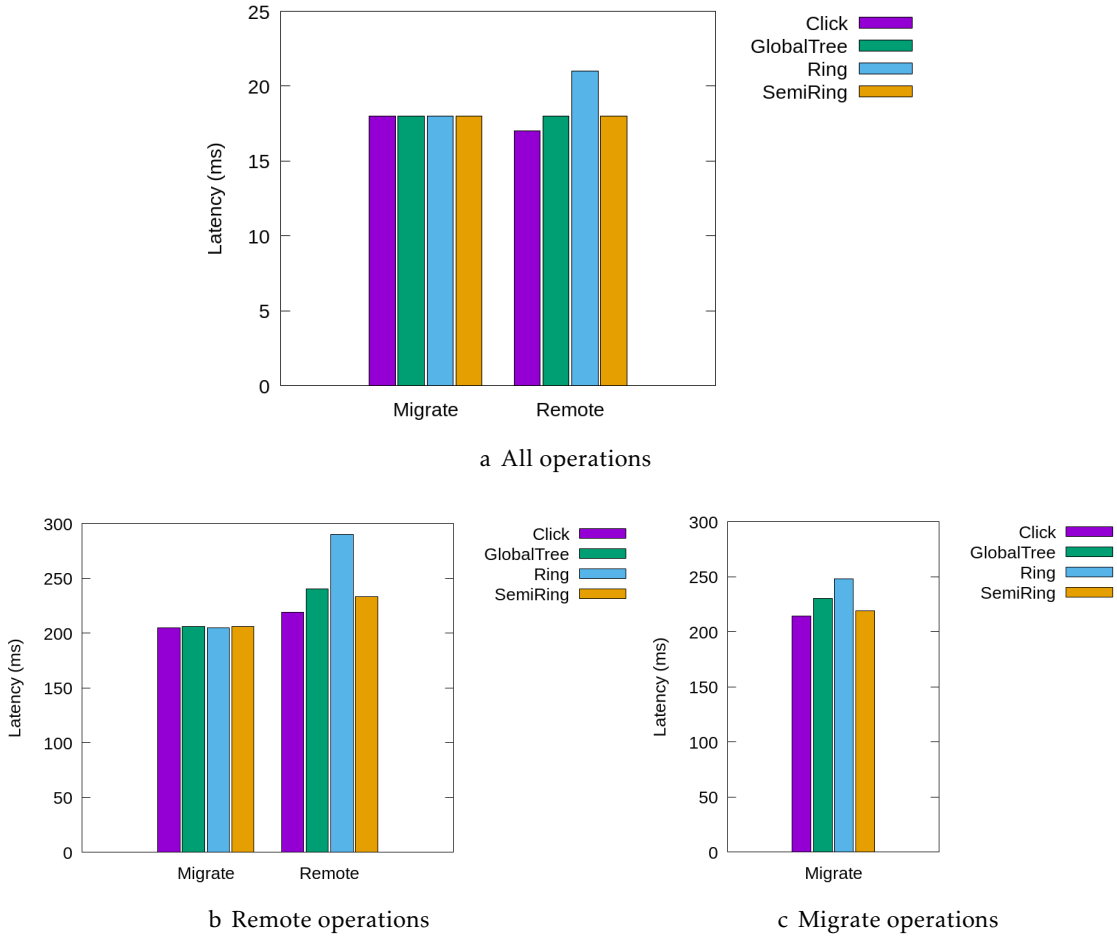 25
20
15
10
5
0
Latency (ms)
Migrate
Remote
Click
GlobalTree
Ring
SemiRing
a All operations
300
250
200
150
100
50
0
Latency (ms)
Migrate
Remote
Click
GlobalTree
Ring
SemiRing
b Remote operations
300
250
200
150
100
50
0
Latency (ms)
Migrate
Click
GlobalTree
Ring
SemiRing
c Migrate operations